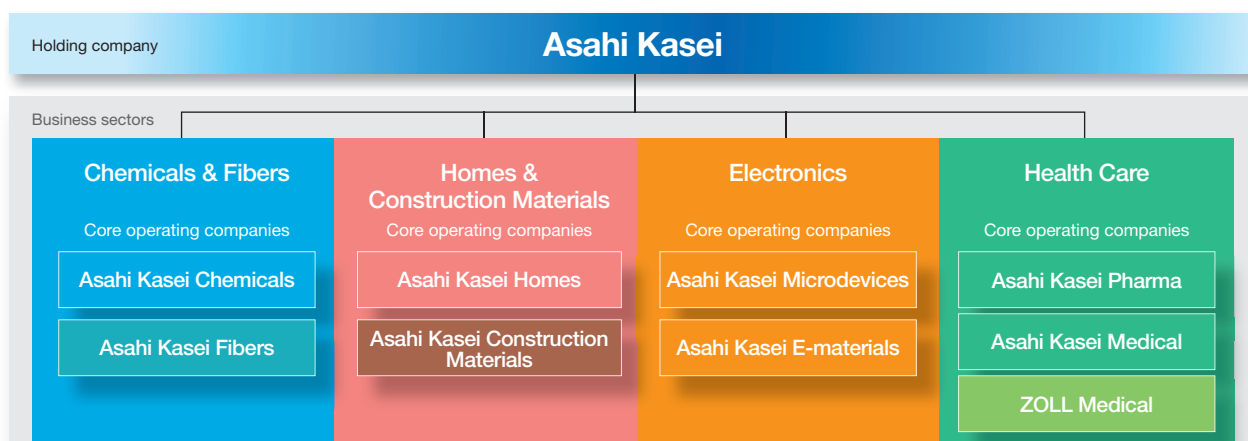 Holding company
Asahi Kasei
Business sectors
Chemicals & Fibers
Core operating companies
Asahi Kasei Chemicals
Asahi Kasei Fibers
Homes &
Construction Materials
Core operating companies
Asahi Kasei Homes
Asahi Kasei Construction
Materials
Electronics
Core operating companies
Asahi Kasei Microdevices
Asahi Kasei E-materials
Health Care
Core operating companies
Asahi Kasei Pharma
Asahi Kasei Medical
ZOLL Medical